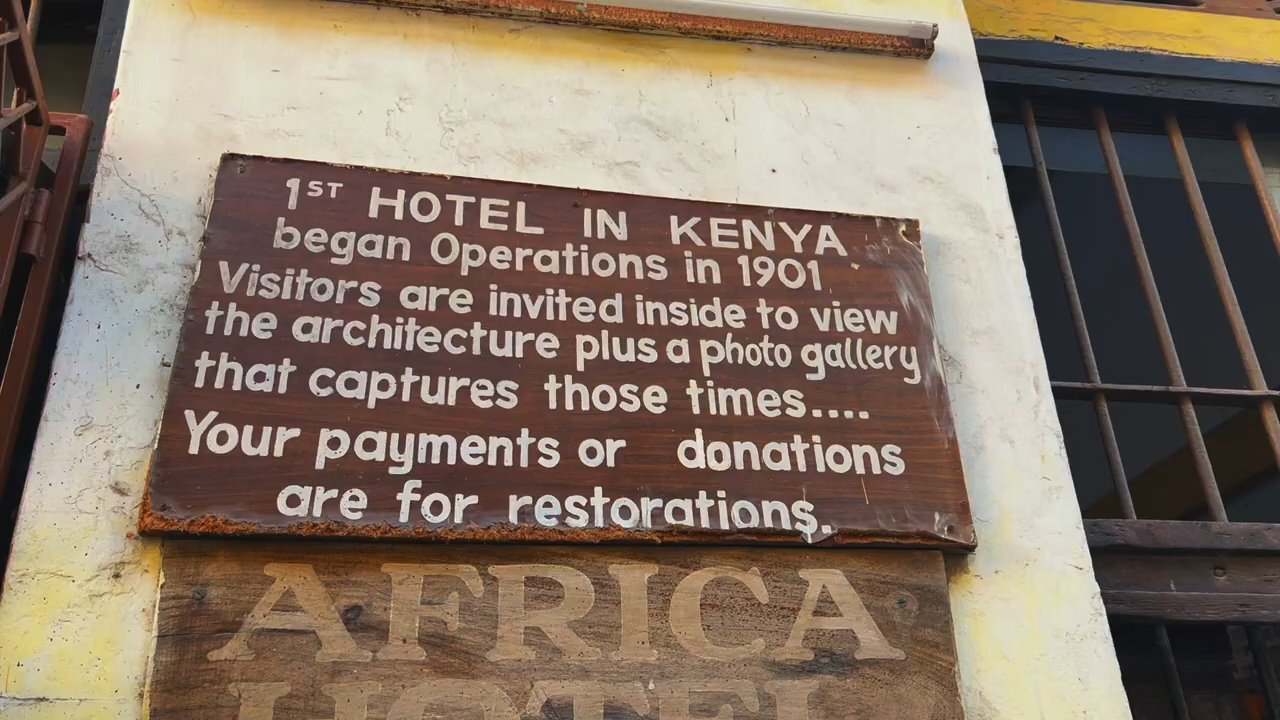 1ST HOTEL IN KENYA
began Operations in 1901
Visitors are invited inside to view
the architecture plus a photo gallery
that captures those times....
Your payments or donations
are for restorations.
AFRICA
HOTEL